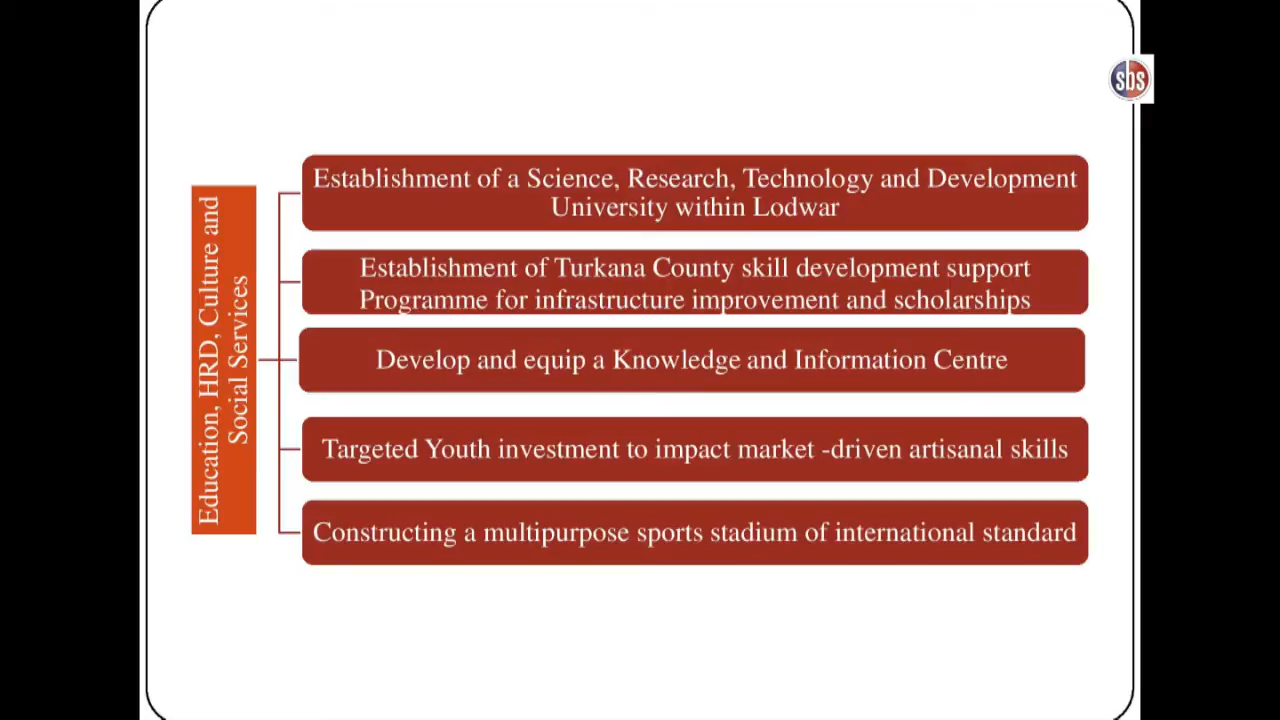 sbs
Establishment of a Science, Research, Technology and Development
University within Lodwar
Education, HRD, Culture and
Social Services
Establishment of Turkana County skill development support
Programme for infrastructure improvement and scholarships
Develop and equip a Knowledge and Information Centre
Targeted Youth investment to impact market -driven artisanal skills
Constructing a multipurpose sports stadium of international standard